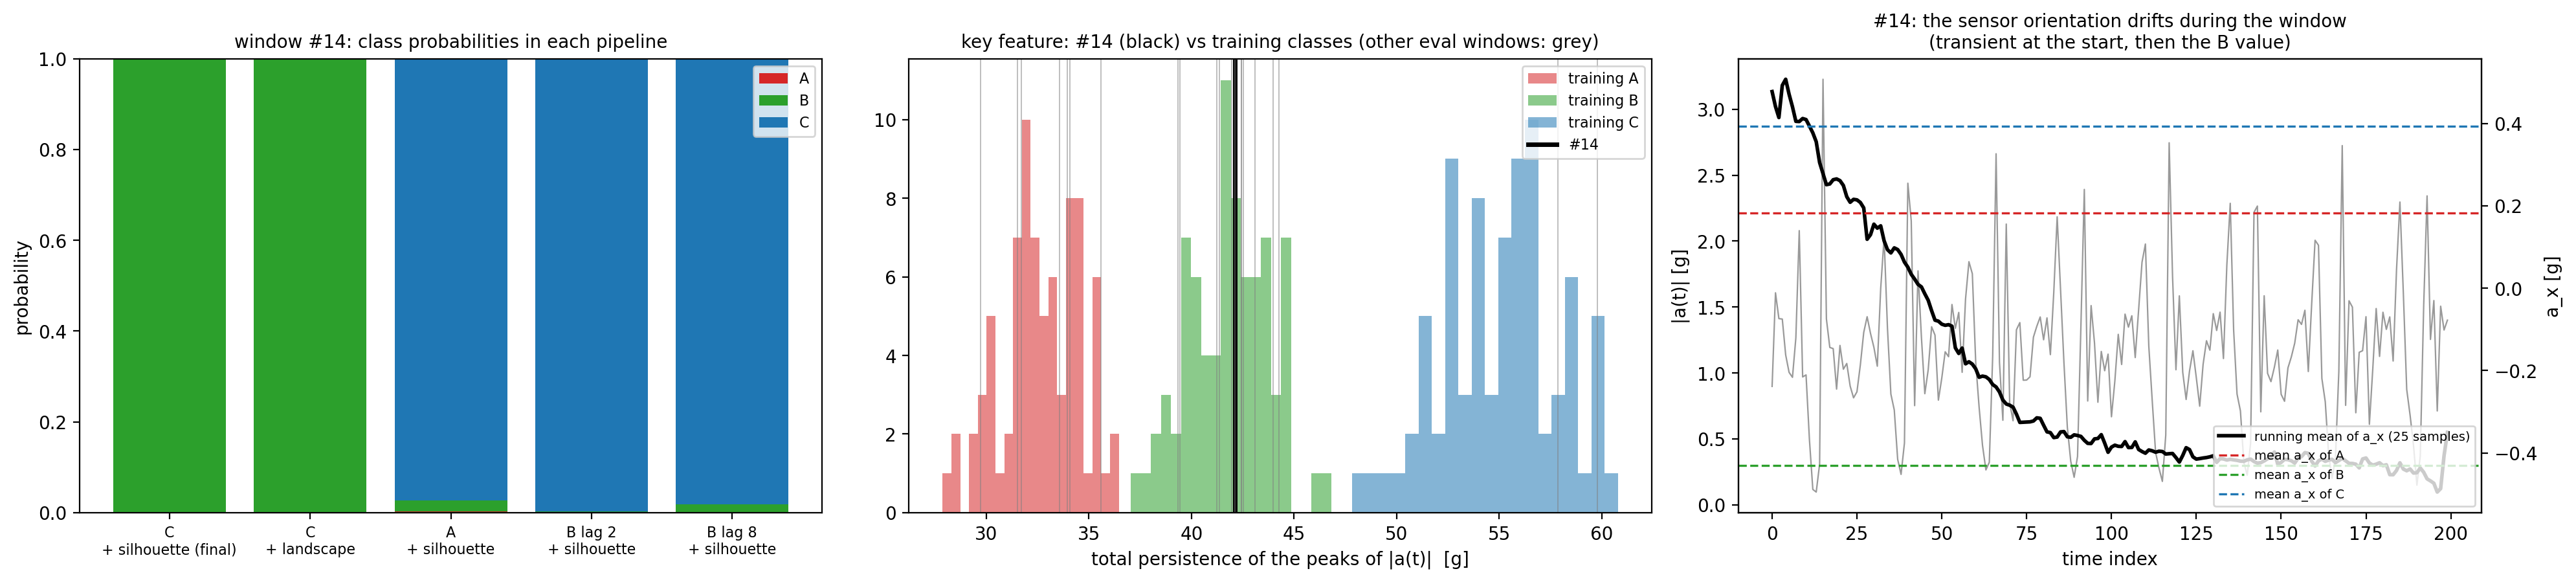 window #14: class probabilities in each pipeline
probability
1.0
0.8
0.6
0.4
0.2
0.0
A
B
C
C
+ silhouette (final)
C
+ landscape
A
+ silhouette
B lag 2
+ silhouette
B lag 8
+ silhouette
key feature: #14 (black) vs training classes (other eval windows: grey)
10
8
6
4
2
0
training A
training B
training C
#14
30
35
40
45
50
55
60
total persistence of the peaks of |a(t)| [g]
#14: the sensor orientation drifts during the window
(transient at the start, then the B value)
|a(t)| [g]
3.0
2.5
2.0
1.5
1.0
0.5
0.0
0.4
0.2
0.0
−0.2
−0.4
a_x [g]
running mean of a_x (25 samples)
mean a_x of A
mean a_x of B
mean a_x of C
0
25
50
75
100
125
150
175
200
time index